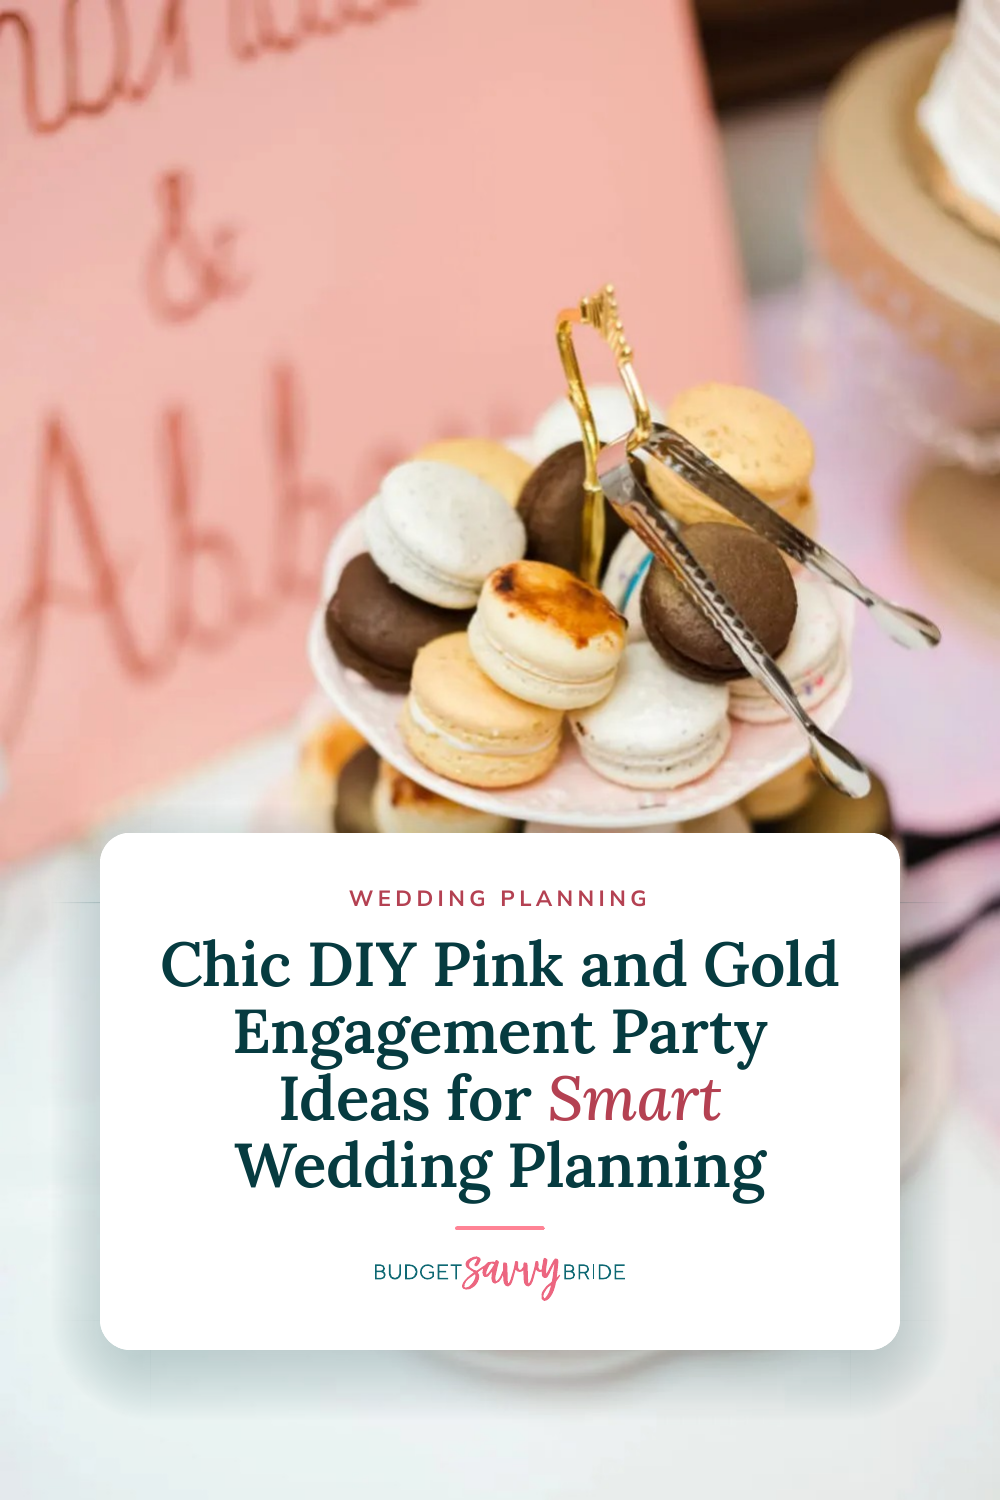 &
WEDDING PLANNING
Chic DIY Pink and Gold
Engagement Party
Ideas for Smart
Wedding Planning
BUDGET savvy BRIDE